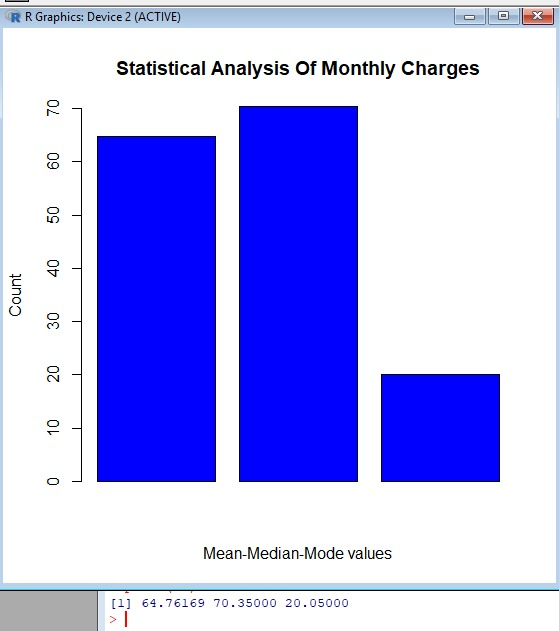 R Graphics: Device 2 (ACTIVE)
Statistical Analysis Of Monthly Charges
70
60
50
40
30
20
10
0
Count
Mean-Median-Mode values
[1] 64.76169 70.35000 20.05000
>